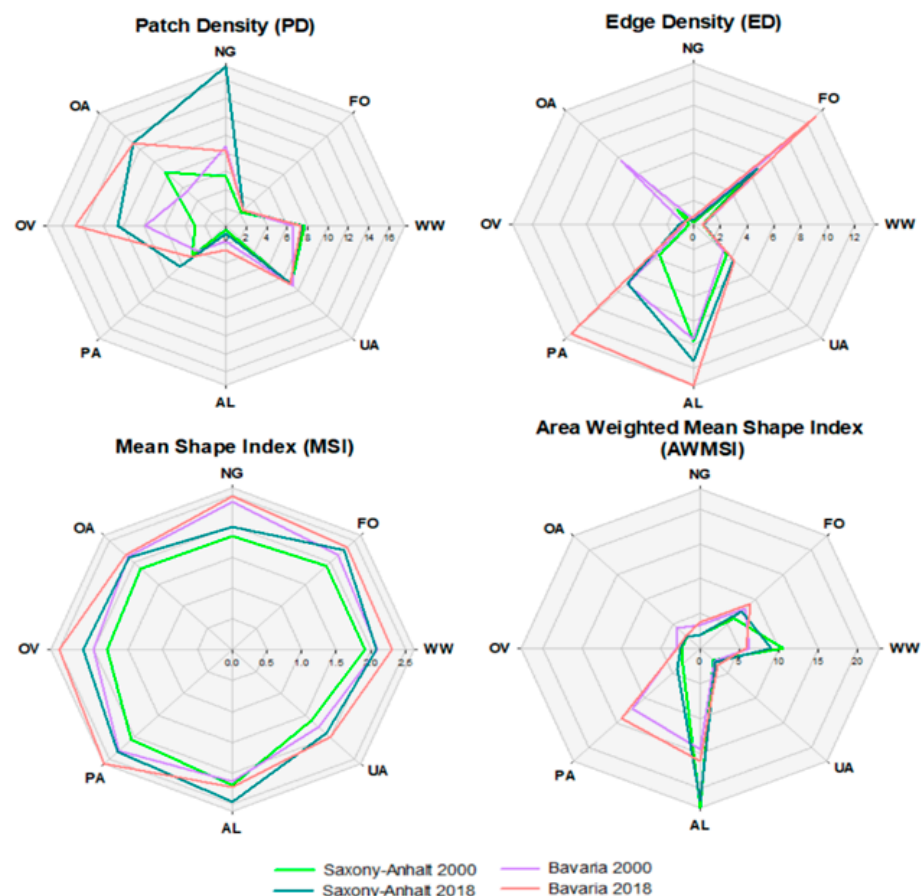 Patch Density (PD)
NG
OA
FO
OV
2 4 6 8 10 12 14 16
WW
PA
UA
AL
Edge Density (ED)
NG
OA
FO
OV
0 2 4 6 8 10 12
WW
PA
UA
AL
Mean Shape Index (MSI)
NG
OA
FO
OV
0.0 0.5 1.0 1.5 2.0 2.5
WW
PA
UA
AL
Area Weighted Mean Shape Index
(AWMSI)
NG
OA
FO
OV
0 5 10 15 20
WW
PA
UA
AL
Saxony-Anhalt 2000
Bavaria 2000
Saxony-Anhalt 2018
Bavaria 2018